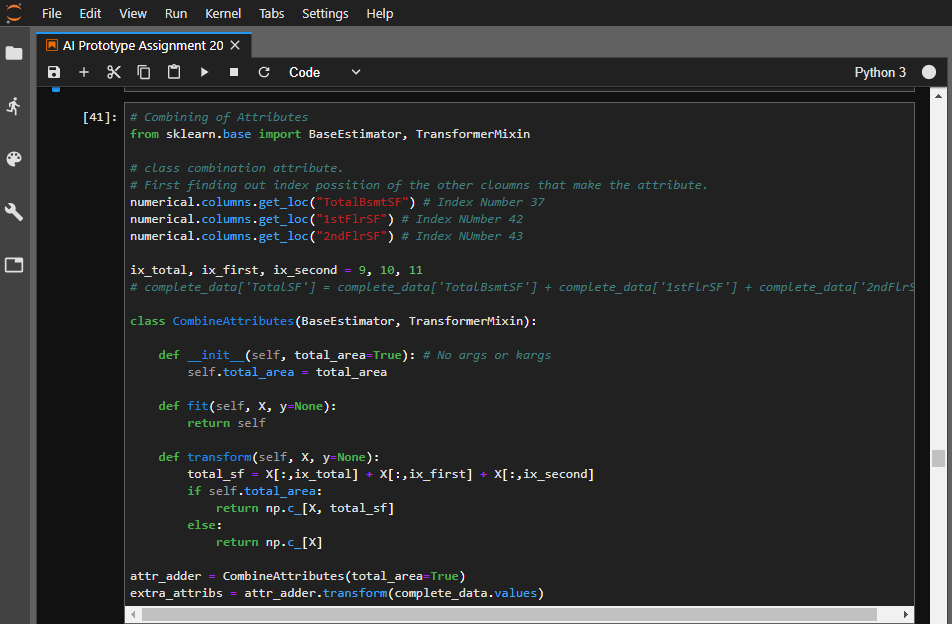 File Edit View Run Kernel Tabs Settings Help
AI Prototype Assignment 20
Code
Python 3
[41]:
# Combining of Attributes
from sklearn.base import BaseEstimator, TransformerMixin
# class combination attribute.
# First finding out index possition of the other cloumns that make the attribute.
numerical.columns.get_loc("TotalBsmtSF") # Index Number 37
numerical.columns.get_loc("1stFlrSF") # Index NUmber 42
numerical.columns.get_loc("2ndFlrSF") # Index NUmber 43
ix_total, ix_first, ix_second = 9, 10, 11
# complete_data['TotalSF'] = complete_data['TotalBsmtSF'] + complete_data['1stFlrSF'] + complete_data['2ndFlrS
class CombineAttributes(BaseEstimator, TransformerMixin):
def __init__(self, total_area=True): # No args or kargs
self.total_area = total_area
def fit(self, X, y=None):
return self
def transform(self, X, y=None):
total_sf = X[:,ix_total] + X[:,ix_first] + X[:,ix_second]
if self.total_area:
return np.c_[X, total_sf]
else:
return np.c_[X]
attr_adder = CombineAttributes(total_area=True)
extra_attribs = attr_adder.transform(complete_data.values)